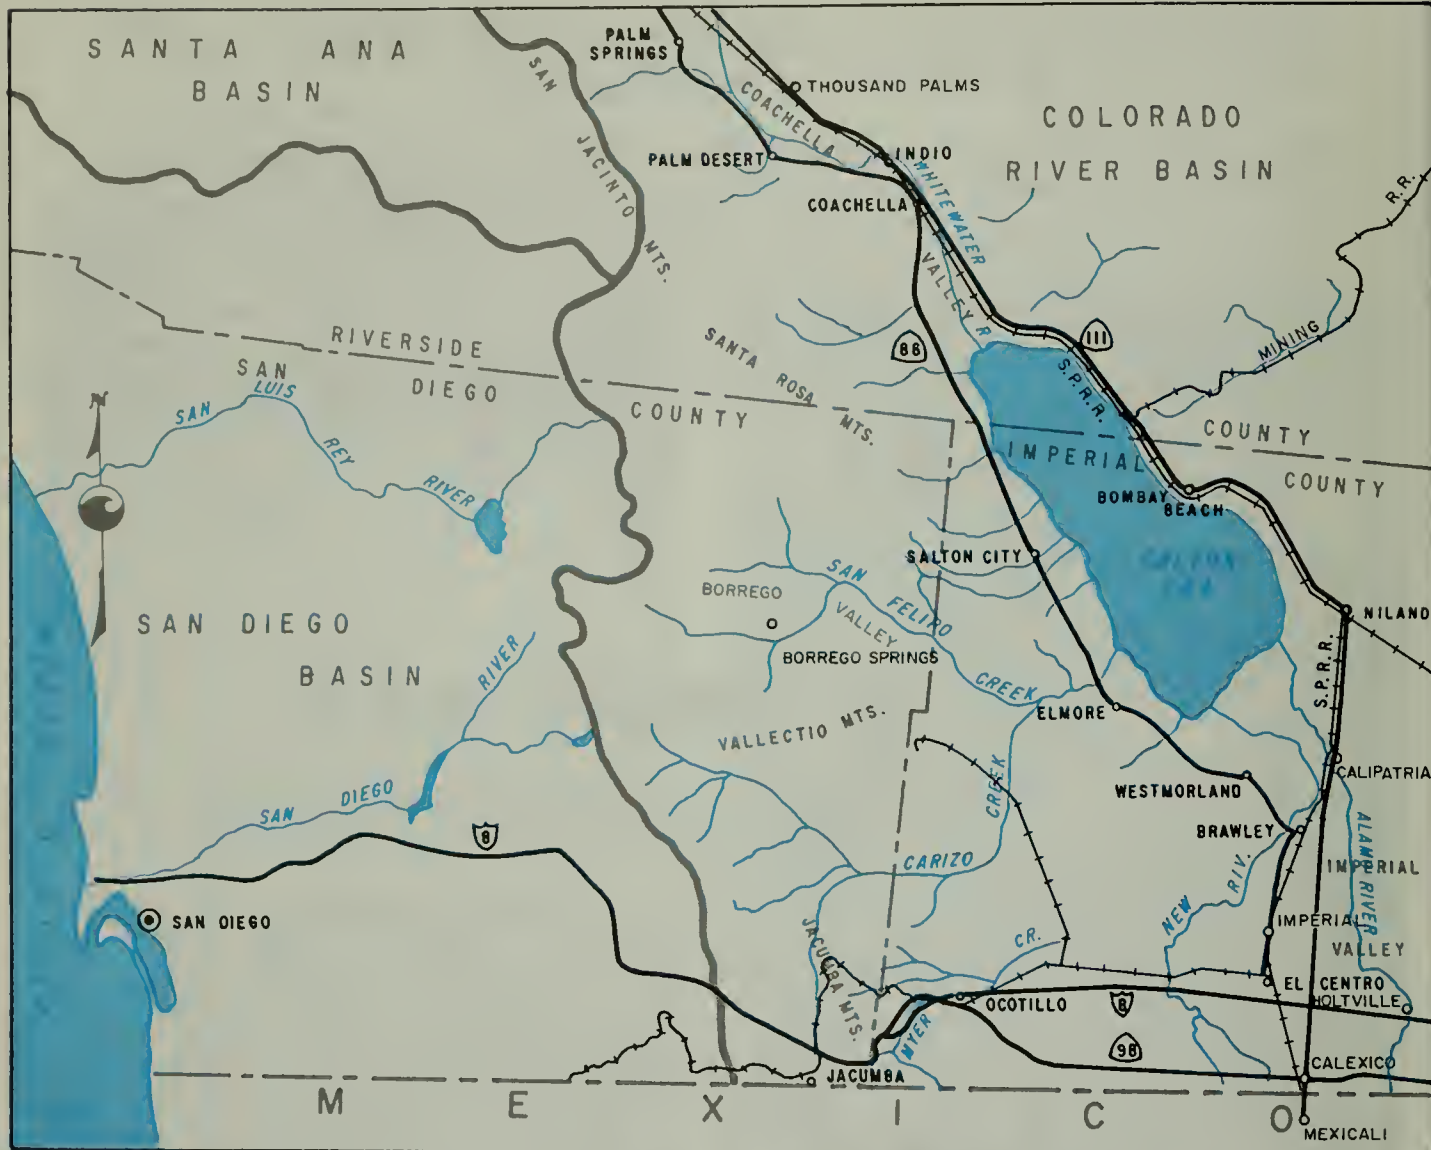 SANTA ANA
BASIN
PALM
SPRINGS
SAN
JACINTO
MTS.
THOUSAND PALMS
COACHELLA
COLORADO
RIVER BASIN
PALM DESERT
INDIO
WHITEWATER
R.R.
COACHELLA
VALLEY
R
RIVERSIDE
SANTA
ROSA
MTS.
86
111
MINING
S.P.R.R.
SAN
DIEGO
COUNTY
COUNTY
SAN
LUIS
REY
RIVER
N
IMPERIAL
COUNTY
BOMBAY
BEACH
SALTON CITY
SALTON
SEA
SAN
FELIPO
CREEK
BORREGO
VALLEY
BORREGO SPRINGS
NILAND
S.P.R.R.
SAN DIEGO
BASIN
RIVER
ELMORE
VALLECTIO MTS.
CREEK
CALIPATRIA
WESTMORLAND
SAN
DIEGO
8
BRAWLEY
ALAMO RIVER
CARIZO
NEW
RIV.
IMPERIAL
VALLEY
SAN DIEGO
IMPERIAL
JACUMBA MTS.
CR.
EL CENTRO
HOLTVILLE
OCOTILLO
8
MYER
98
JACUMBA
CALEXICO
MEXICO
MEXICALI